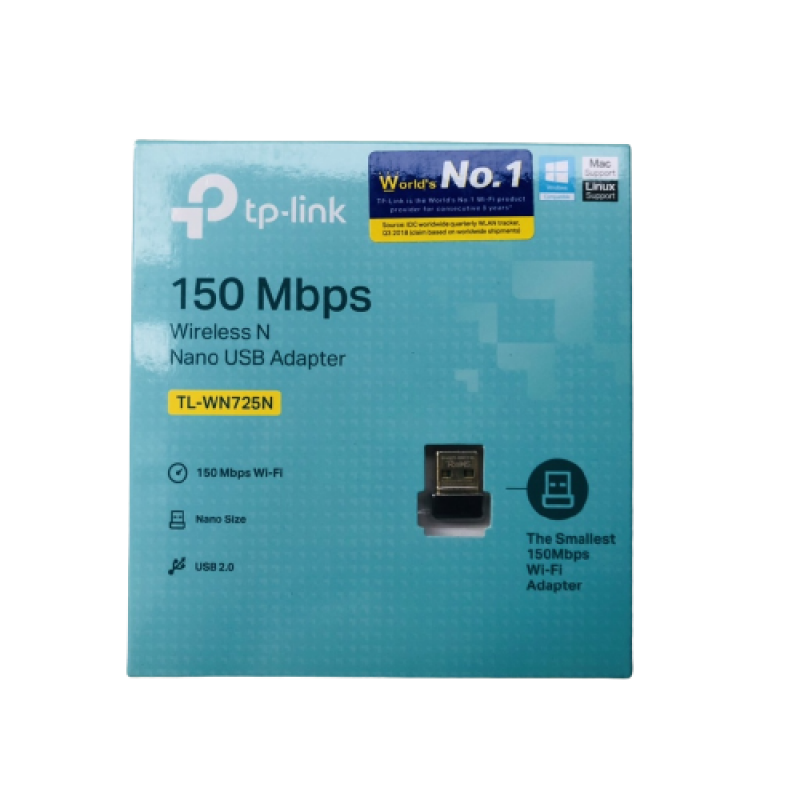 tp-link
World's No.1
TP-Link is the World's No.1 Wi-Fi product
provider for consecutive 8 years*
Source: IDC worldwide quarterly WLAN tracker,
Q3 2018 (claim based on worldwide shipments)
Windows
Compatible
Mac
Support
Linux
Support
150 Mbps
Wireless N
Nano USB Adapter
TL-WN725N
150 Mbps Wi-Fi
Nano Size
USB 2.0
The Smallest
150Mbps
Wi-Fi
Adapter